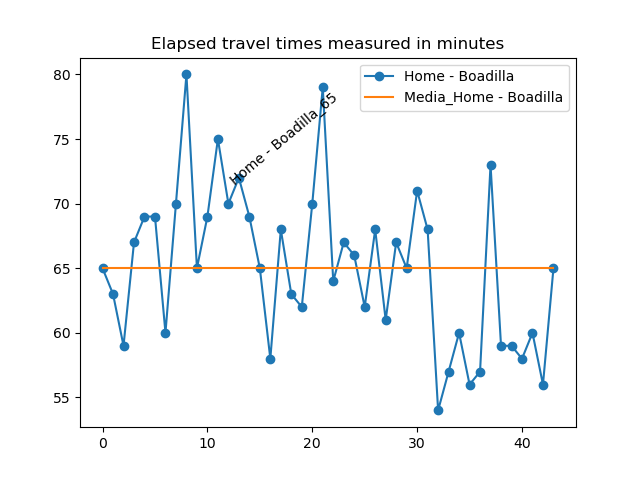 Elapsed travel times measured in minutes
Home - Boadilla
Media_Home - Boadilla
Home - Boadilla_65
80
75
70
65
60
55
0 10 20 30 40